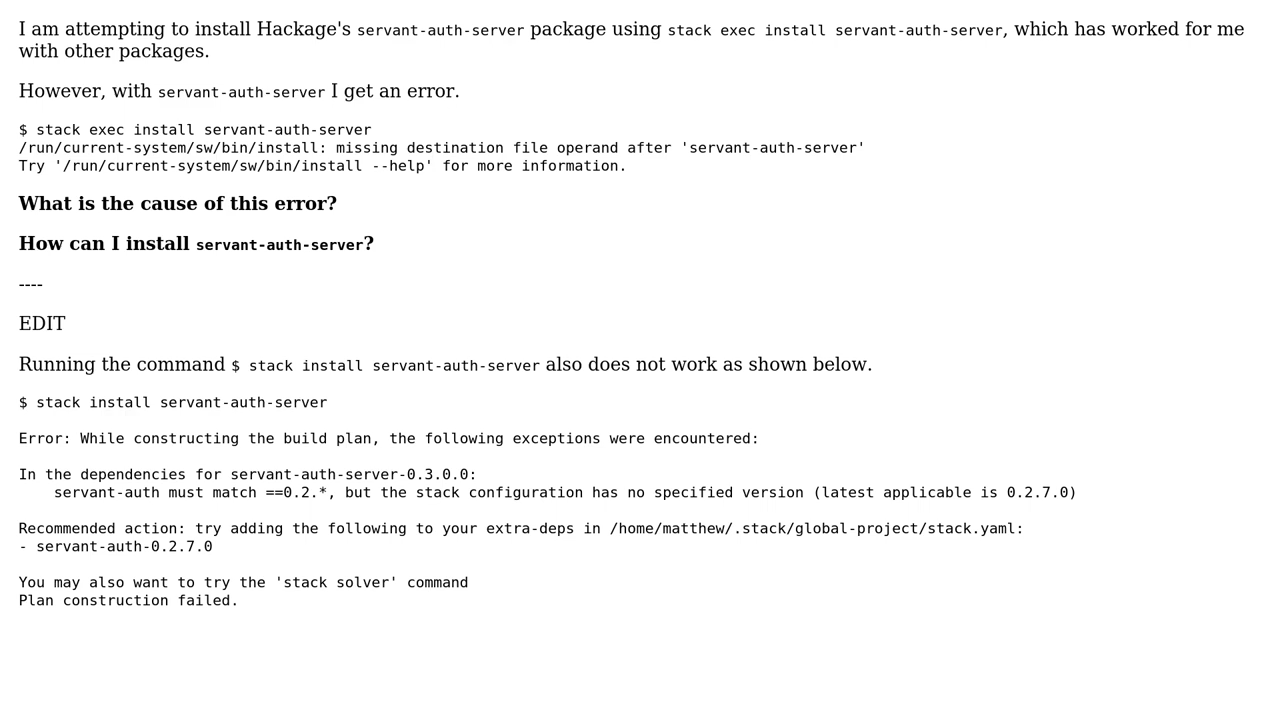 I am attempting to install Hackage's servant-auth-server package using stack exec install servant-auth-server, which has worked for me
with other packages.
However, with servant-auth-server I get an error.
$ stack exec install servant-auth-server
/run/current-system/sw/bin/install: missing destination file operand after 'servant-auth-server'
Try '/run/current-system/sw/bin/install --help' for more information.
What is the cause of this error?
How can I install servant-auth-server?
----
EDIT
Running the command $ stack install servant-auth-server also does not work as shown below.
$ stack install servant-auth-server
Error: While constructing the build plan, the following exceptions were encountered:
In the dependencies for servant-auth-server-0.3.0.0:
    servant-auth must match ==0.2.*, but the stack configuration has no specified version (latest applicable is 0.2.7.0)
Recommended action: try adding the following to your extra-deps in /home/matthew/.stack/global-project/stack.yaml:
- servant-auth-0.2.7.0
You may also want to try the 'stack solver' command
Plan construction failed.